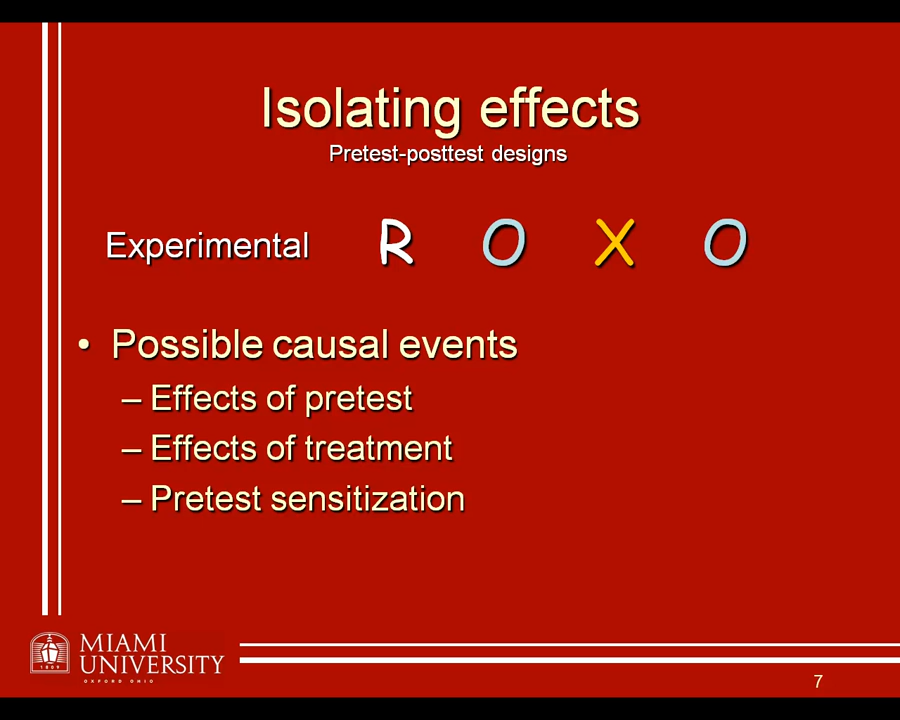 Isolating effects
Pretest-posttest designs
Experimental R O X O
• Possible causal events
– Effects of pretest
– Effects of treatment
– Pretest sensitization
MIAMI
UNIVERSITY
1809
OXFORD OHIO
7